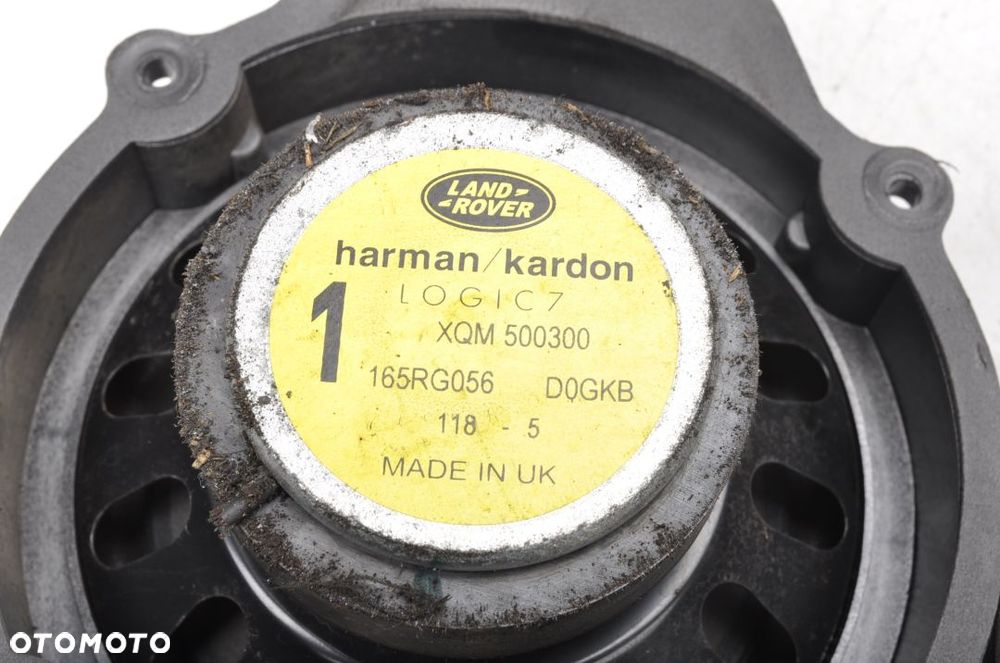 LAND-
-ROVER
harman/kardon
LOGIC7
1
XQM 500300
165RG056 D0GKB
118 - 5
MADE IN UK
OTOMOTO